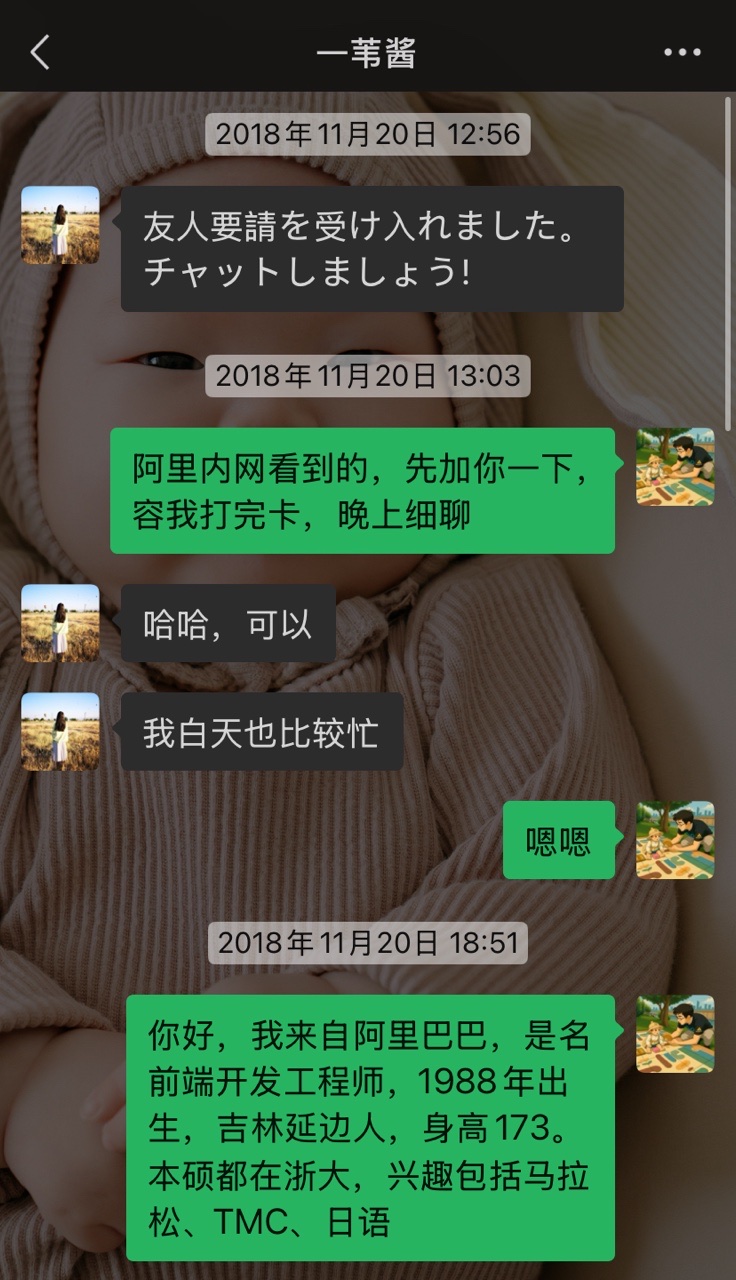 一苇酱
2018年11月20日 12:56
友人要請を受け入れました。
チャットしましょう!
2018年11月20日 13:03
阿里内网看到的，先加你一下，
容我打完卡，晚上细聊
哈哈，可以
我白天也比较忙
嗯嗯
2018年11月20日 18:51
你好，我来自阿里巴巴，是名
前端开发工程师，1988年出
生，吉林延边人，身高173。
本硕都在浙大，兴趣包括马拉
松、TMC、日语